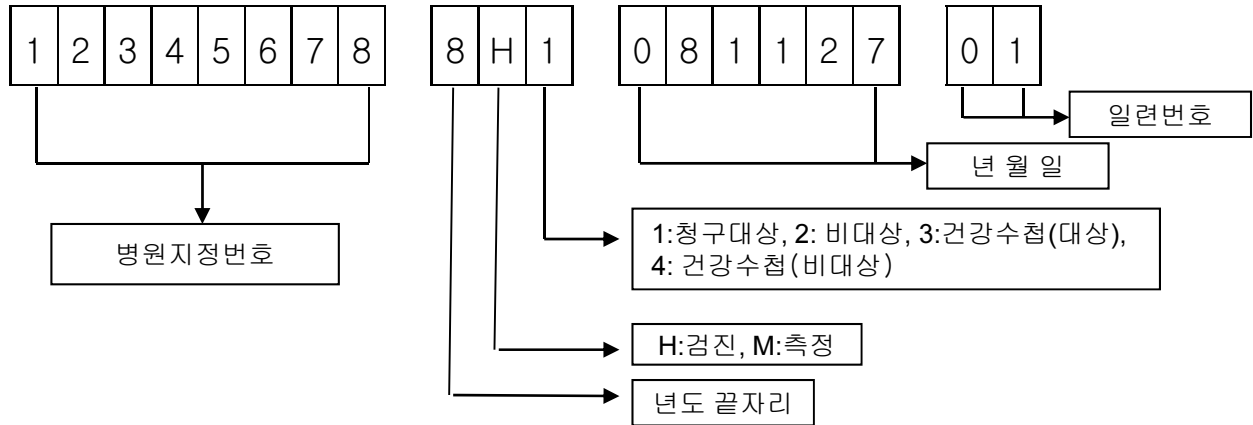 1 2 3 4 5 6 7 8 8 H 1 0 8 1 1 2 7 0 1
일련번호
년 월 일
병원지정번호
1:청구대상, 2: 비대상, 3:건강수첩(대상),
4: 건강수첩(비대상)
H:검진, M:측정
년도 끝자리